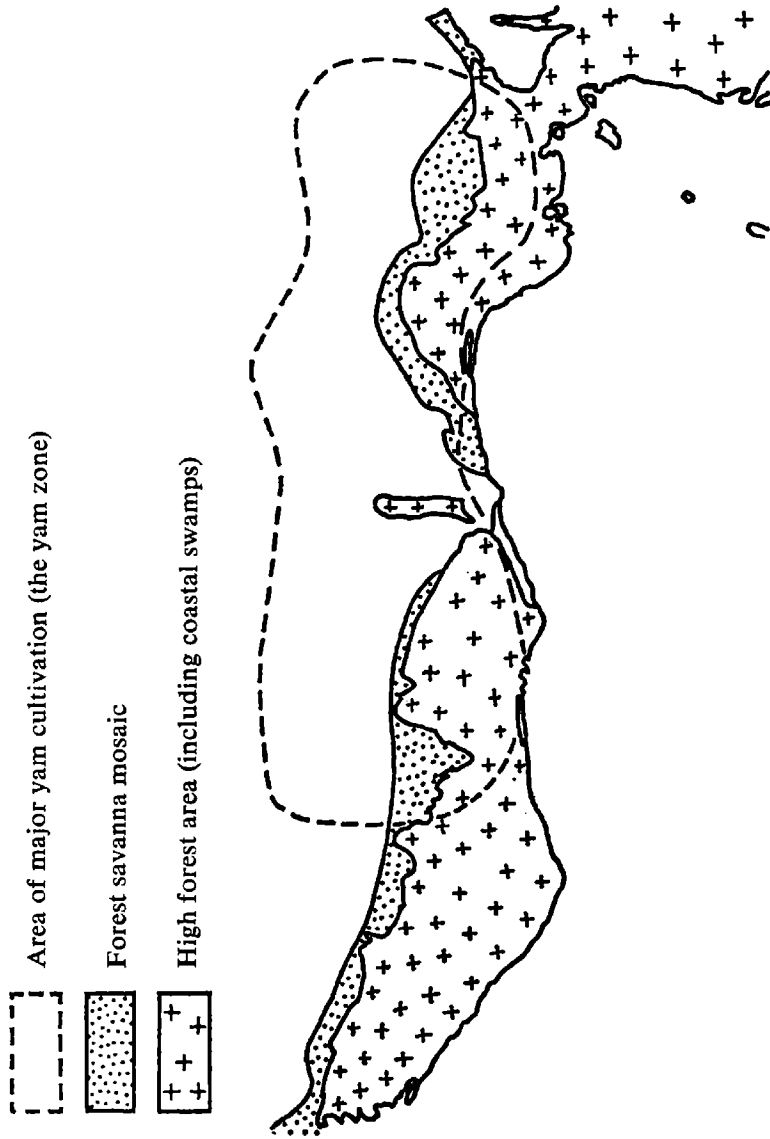 Area of major yam cultivation (the yam zone)
Forest savanna mosaic
High forest area (including coastal swamps)